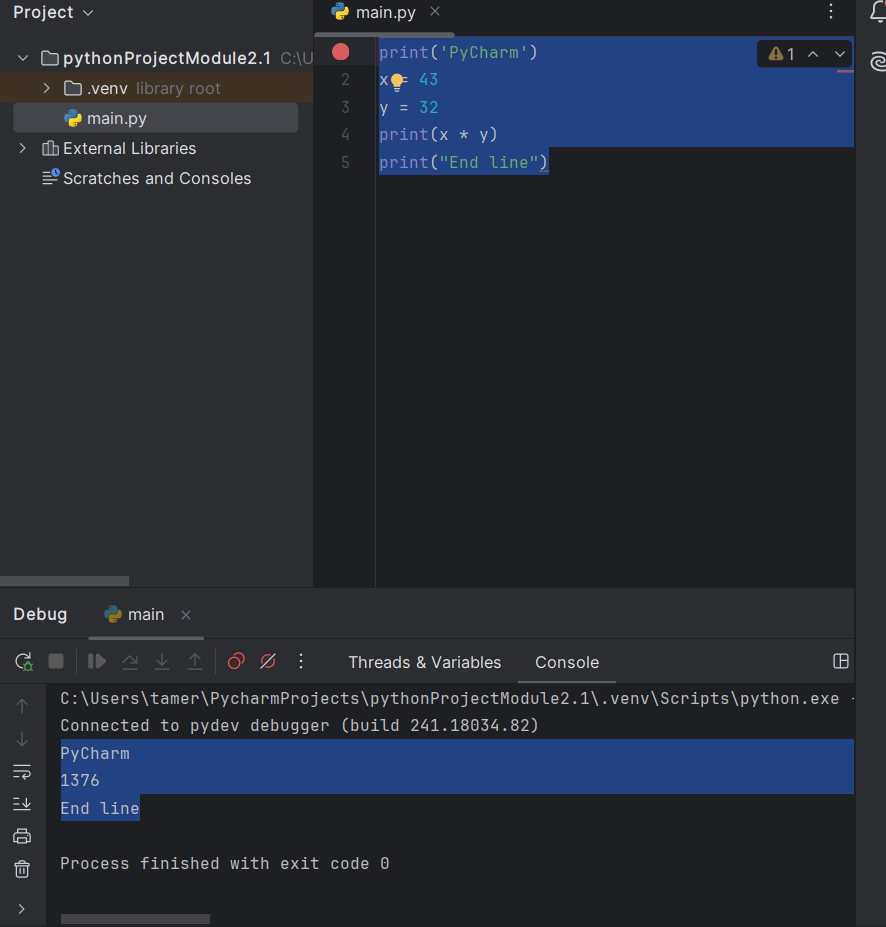 Project
main.py
pythonProjectModule2.1 C:\U
.venv library root
main.py
External Libraries
Scratches and Consoles
print('PyCharm')
1
2 x = 43
3 y = 32
4 print(x * y)
5 print("End line")
Debug main
Threads & Variables Console
C:\Users\tamer\PycharmProjects\pythonProjectModule2.1\.venv\Scripts\python.exe -
Connected to pydev debugger (build 241.18034.82)
PyCharm
1376
End line
Process finished with exit code 0